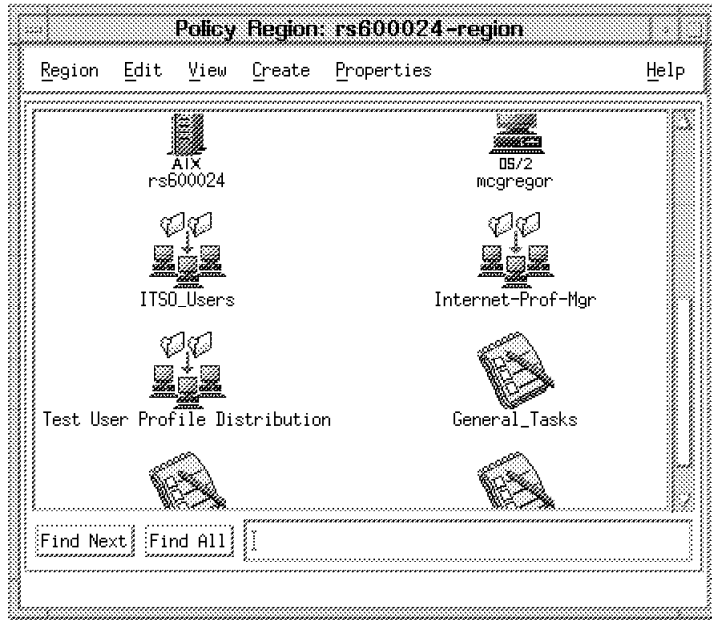 Policy Region: rs600024-region
Region Edit View Create Properties Help
AIX
rs600024
OS/2
mcgregor
ITSO_Users
Internet-Prof-Mgr
Test User Profile Distribution
General_Tasks
Find Next Find All